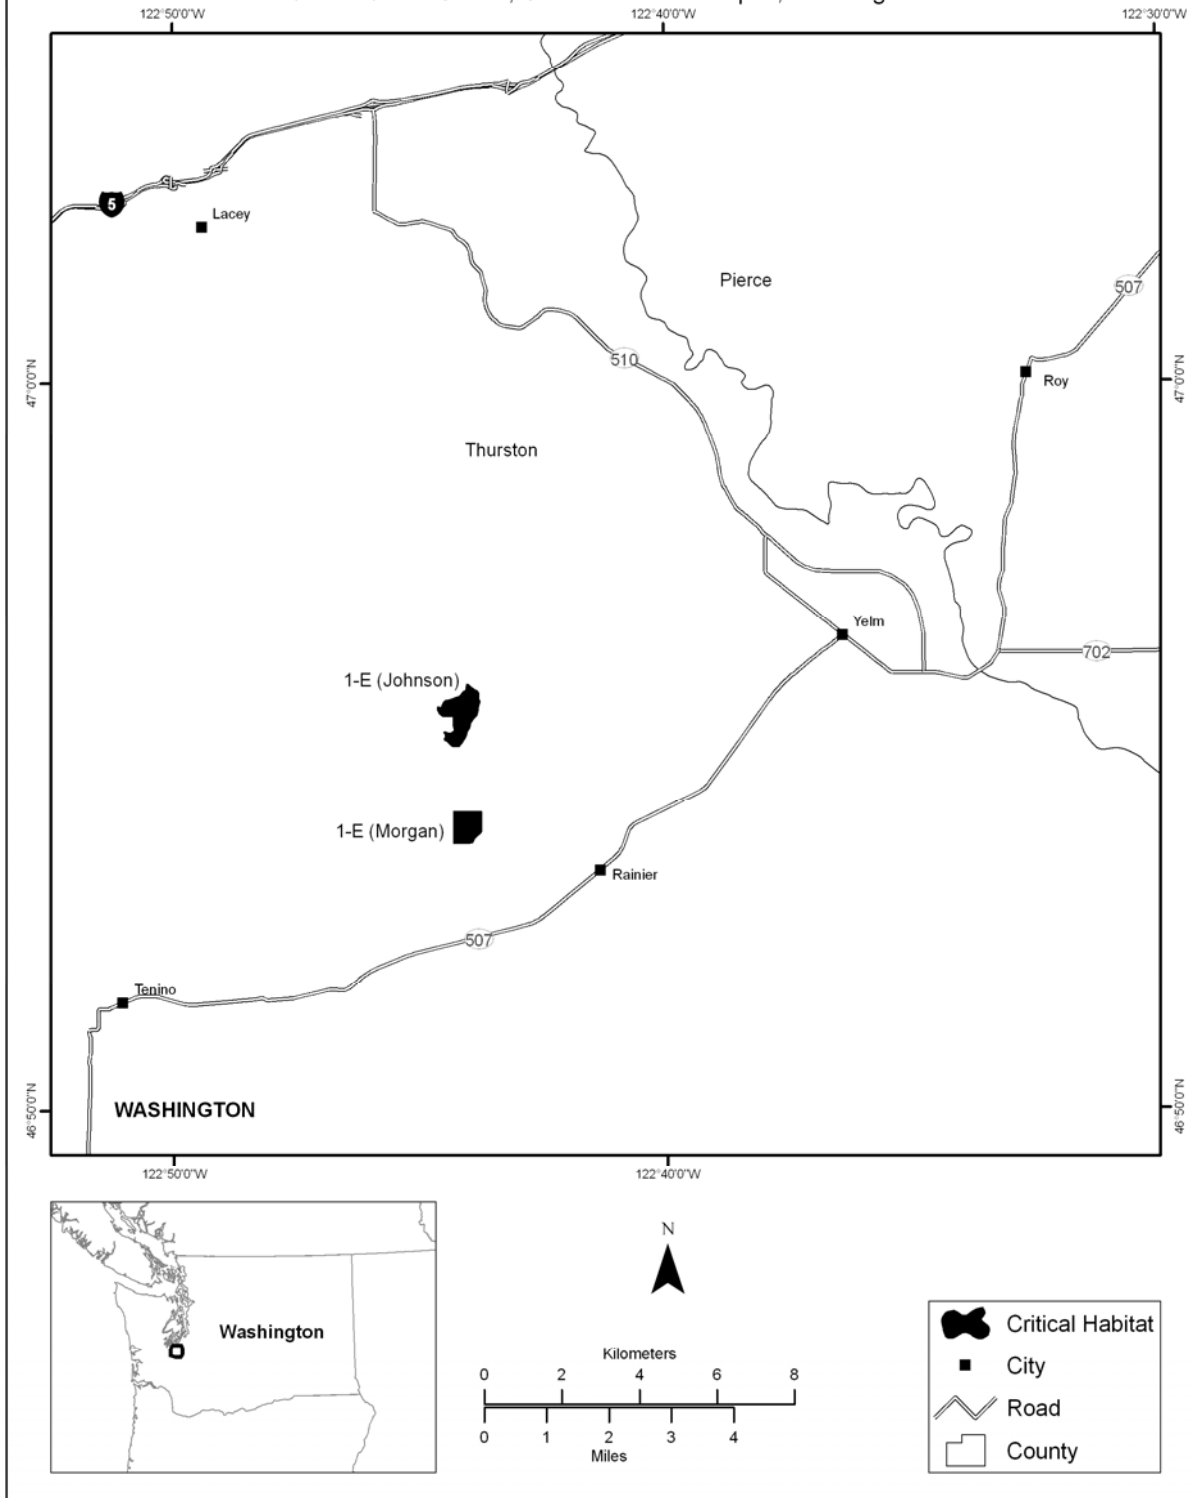 122°50'0"W
122°40'0"W
122°30'0"W
5
Lacey
Pierce
507
510
47°0'0"N
47°0'0"N
Roy
Thurston
Yelm
702
1-E (Johnson)
1-E (Morgan)
Rainier
507
Tenino
46°50'0"N
46°50'0"N
WASHINGTON
122°50'0"W
122°40'0"W
N
Washington
Kilometers
0 2 4 6 8
0 1 2 3 4
Miles
Critical Habitat
City
Road
County